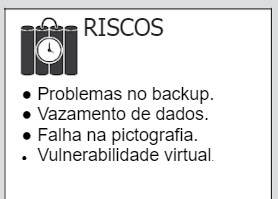 RISCOS
● Problemas no backup.
● Vazamento de dados.
● Falha na pictografia.
● Vulnerabilidade virtual.